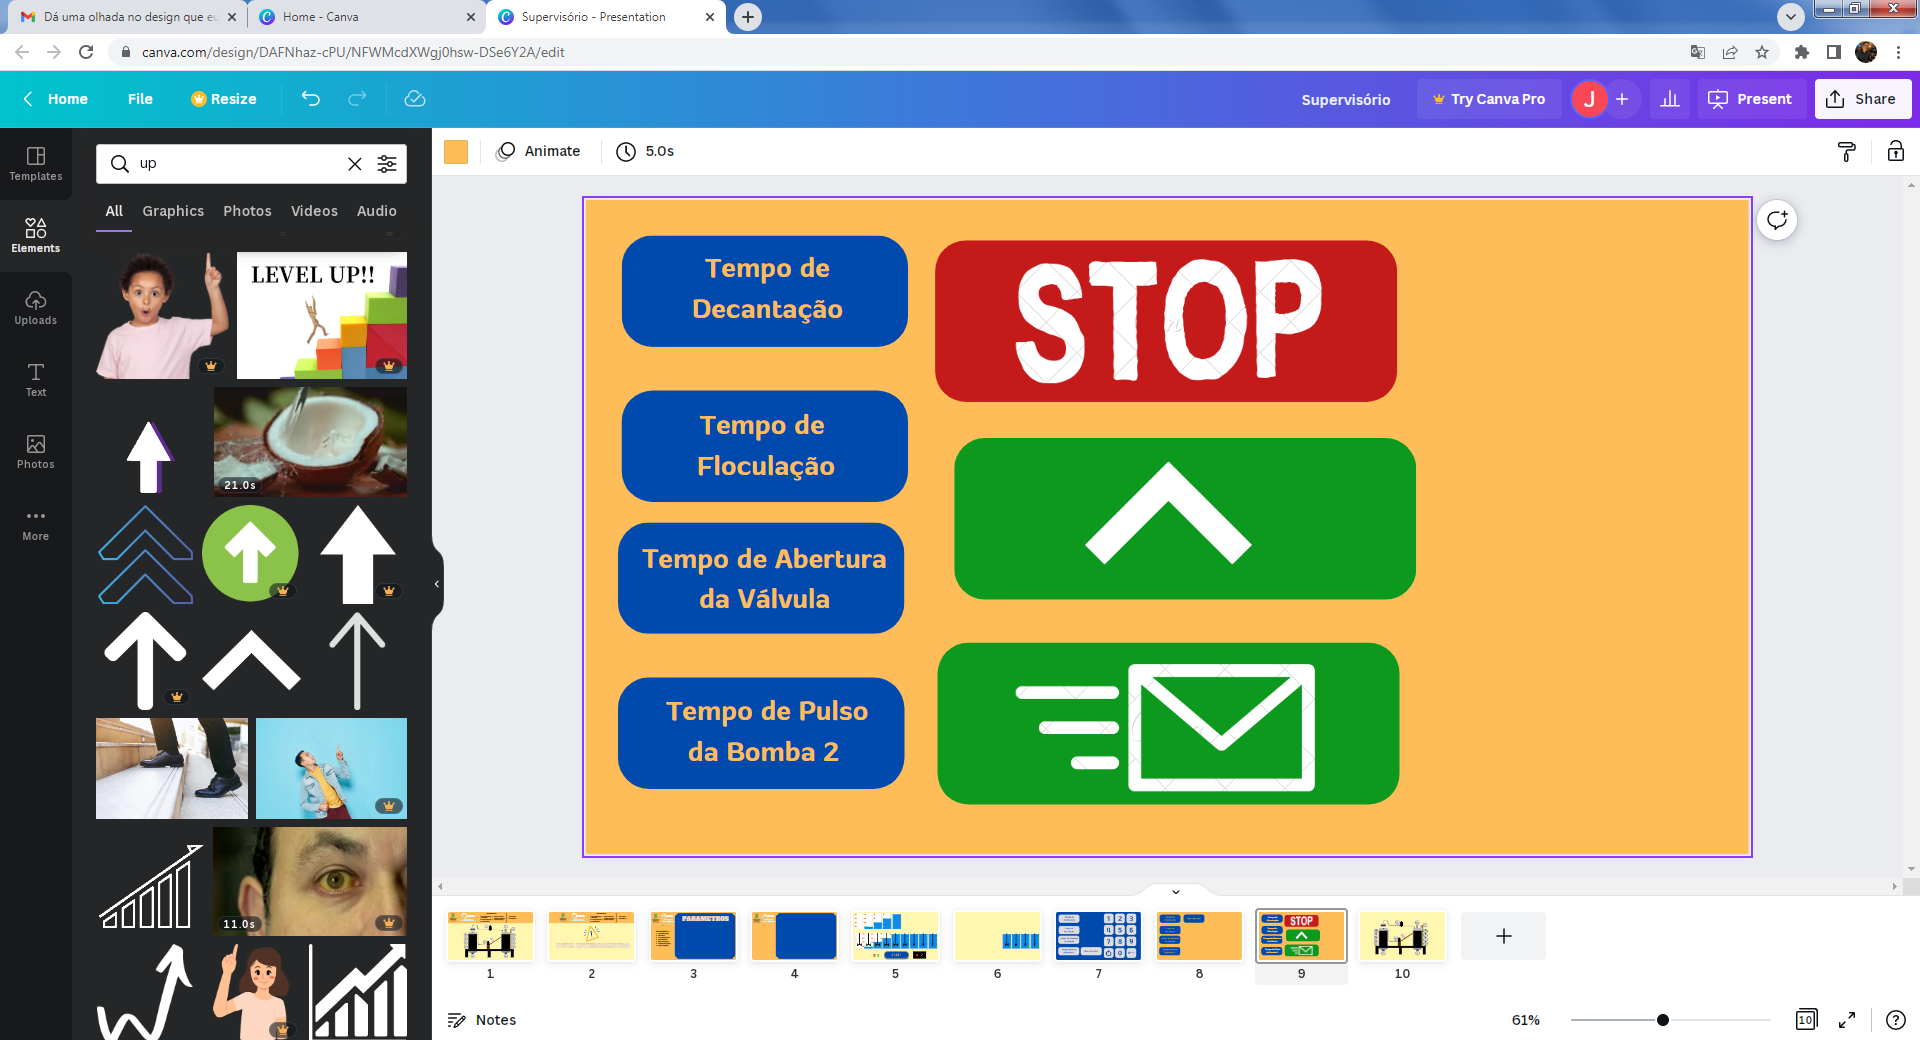 Dá uma olhada no design que eu
Home - Canva
Supervisório - Presentation
canva.com/design/DAFNhaz-cPU/NFWMcdXWgj0hsw-DSe6Y2A/edit
Home
File
Resize
Supervisório
Try Canva Pro
J
Present
Share
Templates
Elements
Uploads
Text
Photos
More
up
All
Graphics
Photos
Videos
Audio
LEVEL UP!!
21.0s
11.0s
Animate
5.0s
Tempo de
Decantação
STOP
Tempo de
Floculação
Tempo de Abertura
da Válvula
Tempo de Pulso
da Bomba 2
PARAMETROS
STOP
1
2
3
4
5
6
7
8
9
10
Notes
61%
10